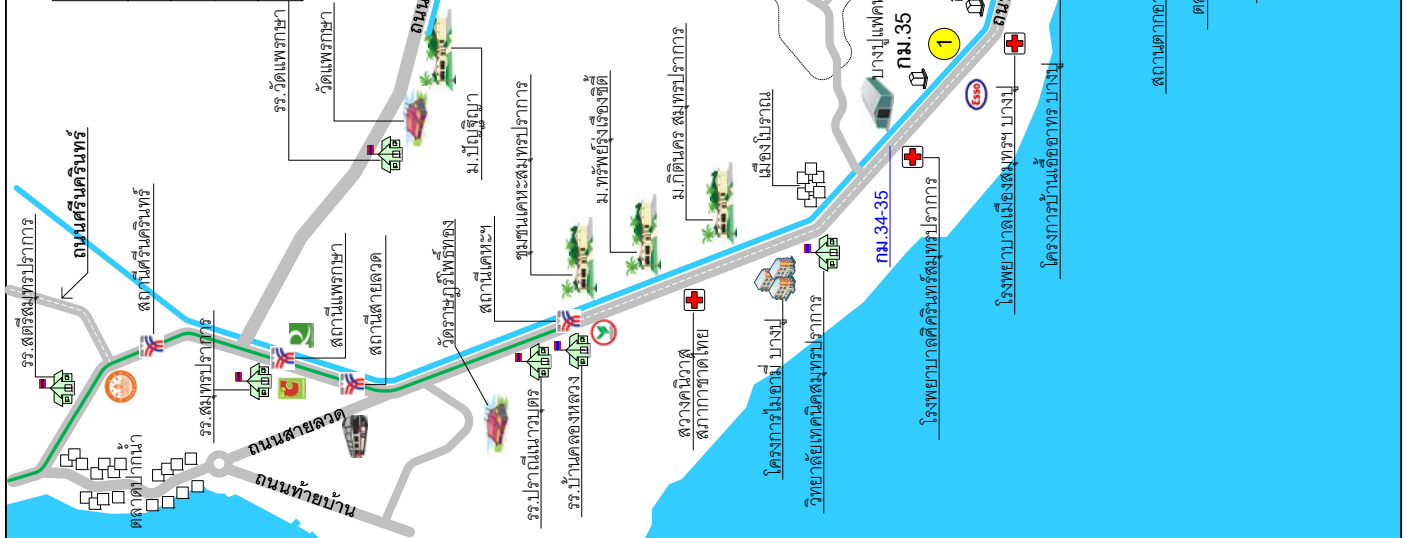 รร.สตรีสมุทรปราการ
ถนนศรีนครินทร์
สถานีศรีนครินทร์
ตลาดปากน้ำ
รร.สมุทรปราการ
สถานีแพรกษา
สถานีสายลวด
ถนนสายลวด
ถนนท้ายบ้าน
รร.วัดแพรกษา
วัดแพรกษา
ม.ปัญฐิญา
วัดราษฎร์โพธิ์ทอง
สถานีเคหะฯ
ชุมชนเคหะสมุทรปราการ
รร.ปราณีเนาวบุตร
รร.บ้านคลองหลวง
ม.ทรัพย์รุ่งเรืองซิตี้
ม.กิตินคร สมุทรปราการ
สวางคนิวาส
สภากาชาดไทย
เมืองโบราณ
โครงการไมอามี่ บางปู
วิทยาลัยเทคนิคสมุทรปราการ
กม.34-35
กม.35
1
Esso
โรงพยาบาลศิครินทร์สมุทรปราการ
โรงพยาบาลเมืองสมุทรฯ บางปู
โครงการบ้านเอื้ออาทร บางปู